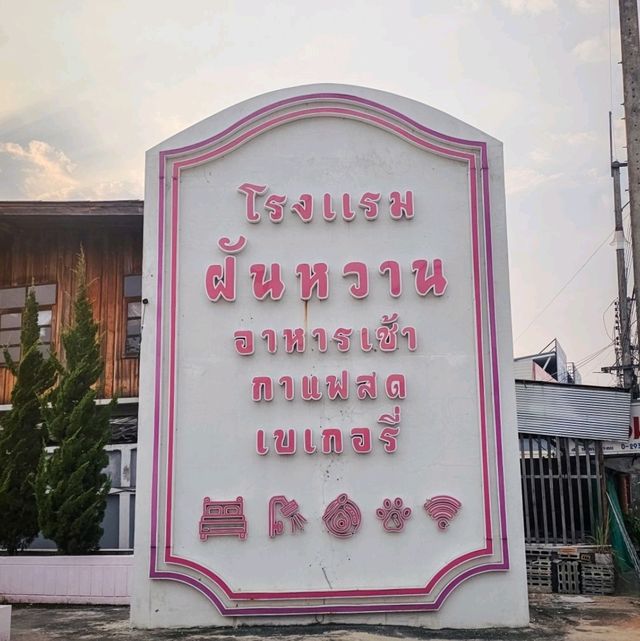 โรงแรม
ฝันหวาน
อาหารเช้า
กาแฟสด
เบเกอรี่